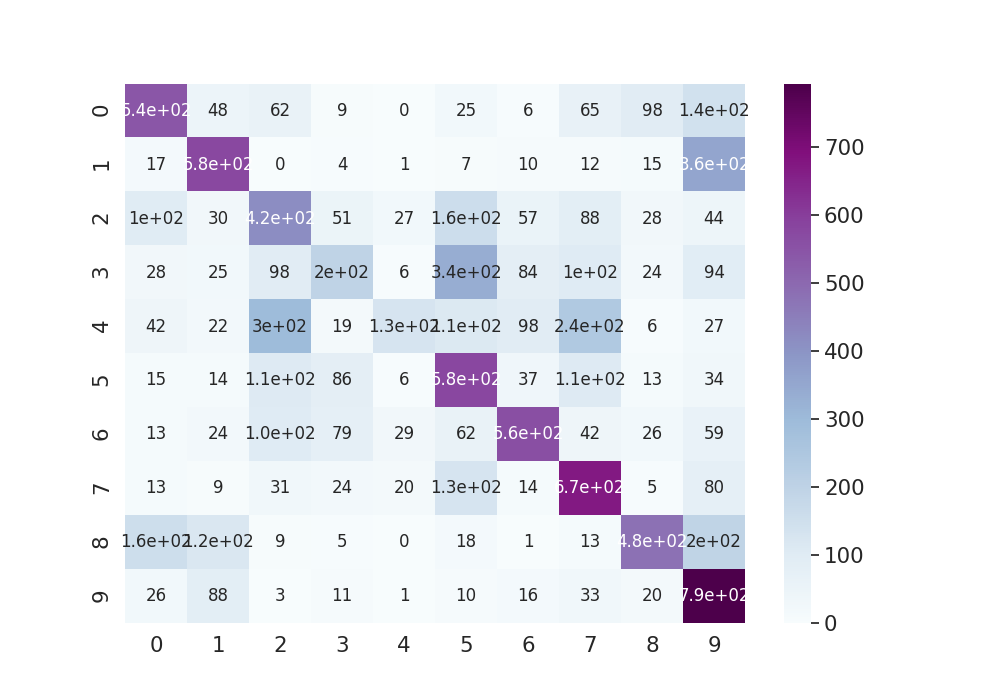 0 5.4e+02 48 62 9 0 25 6 65 98 1.4e+02
1 17 5.8e+02 0 4 1 7 10 12 15 3.6e+02
2 1e+02 30 4.2e+02 51 27 1.6e+02 57 88 28 44
3 28 25 98 2e+02 6 3.4e+02 84 1e+02 24 94
4 42 22 3e+02 19 1.3e+02 1.1e+02 98 2.4e+02 6 27
5 15 14 1.1e+02 86 6 5.8e+02 37 1.1e+02 13 34
6 13 24 1.0e+02 79 29 62 5.6e+02 42 26 59
7 13 9 31 24 20 1.3e+02 14 6.7e+02 5 80
8 1.6e+02 1.2e+02 9 5 0 18 1 13 4.8e+02 2e+02
9 26 88 3 11 1 10 16 33 20 7.9e+02
0 1 2 3 4 5 6 7 8 9
700
600
500
400
300
200
100
0